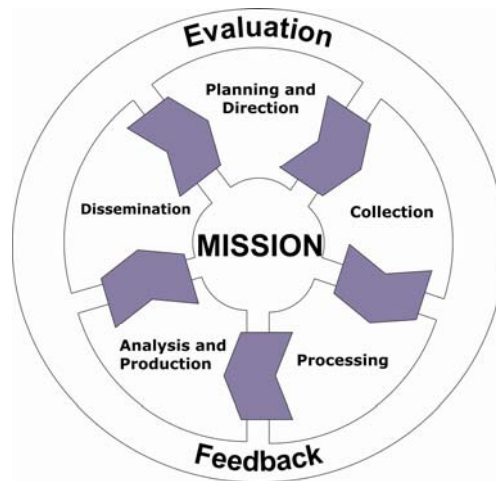 Evaluation
Planning and
Direction
Dissemination
Collection
MISSION
Analysis and
Production
Processing
Feedback